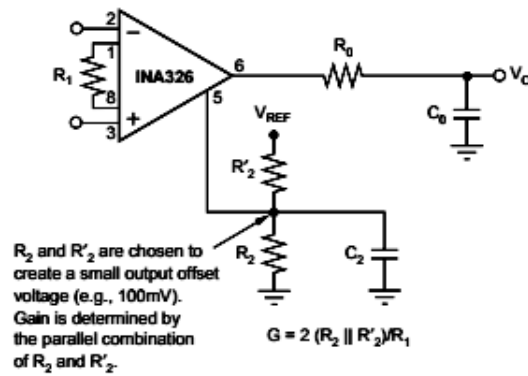 2
1
R1
8
3
−
INA326
+
6
5
R0
VO
C0
VREF
R'2
R2
C2
R2 and R'2 are chosen to
create a small output offset
voltage (e.g., 100mV).
Gain is determined by
the parallel combination
of R2 and R'2.
G = 2 (R2 || R'2)/R1